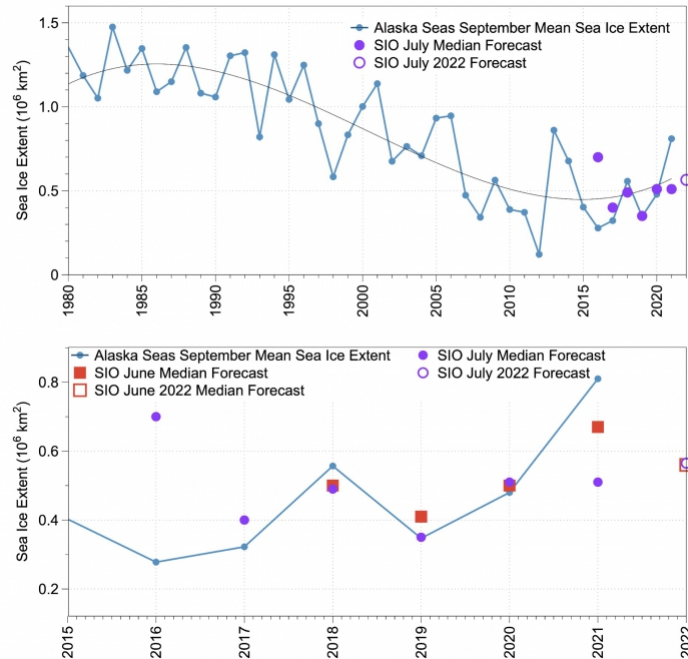 Alaska Seas September Mean Sea Ice Extent
SIO July Median Forecast
SIO July 2022 Forecast
Sea Ice Extent (10⁶ km²)
1.5
1.0
0.5
0
1980
1985
1990
1995
2000
2005
2010
2015
2020
Alaska Seas September Mean Sea Ice Extent
SIO July Median Forecast
SIO June Median Forecast
SIO July 2022 Forecast
SIO June 2022 Median Forecast
Sea Ice Extent (10⁶ km²)
0.8
0.6
0.4
0.2
2015
2016
2017
2018
2019
2020
2021
2022